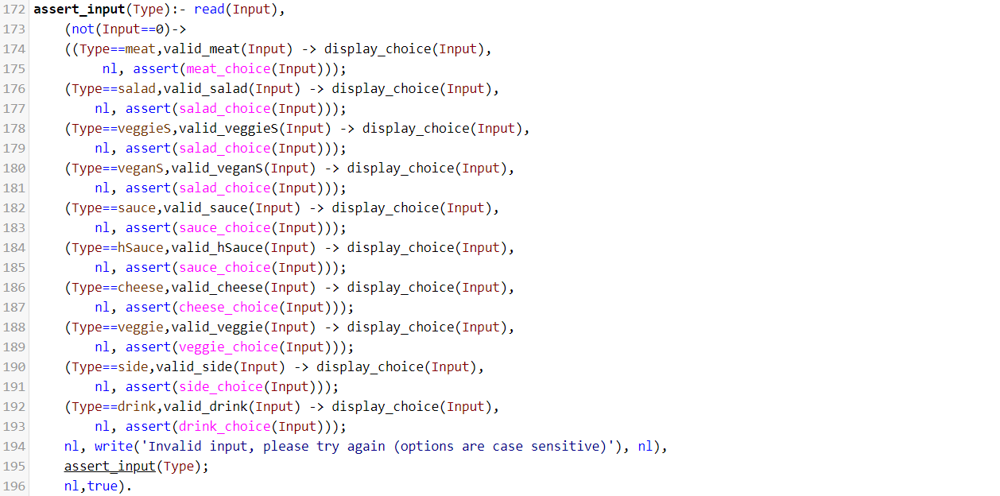 172 assert_input(Type):- read(Input),
173     (not(Input==0)->
174     ((Type==meat,valid_meat(Input) -> display_choice(Input),
175          nl, assert(meat_choice(Input)));
176     (Type==salad,valid_salad(Input) -> display_choice(Input),
177         nl, assert(salad_choice(Input)));
178     (Type==veggieS,valid_veggieS(Input) -> display_choice(Input),
179         nl, assert(salad_choice(Input)));
180     (Type==veganS,valid_veganS(Input) -> display_choice(Input),
181         nl, assert(salad_choice(Input)));
182     (Type==sauce,valid_sauce(Input) -> display_choice(Input),
183         nl, assert(sauce_choice(Input)));
184     (Type==hSauce,valid_hSauce(Input) -> display_choice(Input),
185         nl, assert(sauce_choice(Input)));
186     (Type==cheese,valid_cheese(Input) -> display_choice(Input),
187         nl, assert(cheese_choice(Input)));
188     (Type==veggie,valid_veggie(Input) -> display_choice(Input),
189         nl, assert(veggie_choice(Input)));
190     (Type==side,valid_side(Input) -> display_choice(Input),
191         nl, assert(side_choice(Input)));
192     (Type==drink,valid_drink(Input) -> display_choice(Input),
193         nl, assert(drink_choice(Input)));
194     nl, write('Invalid input, please try again (options are case sensitive)'), nl),
195     assert_input(Type);
196     nl,true).